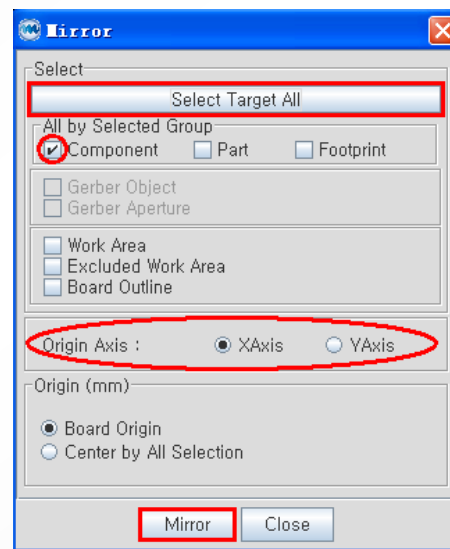 Mirror
Select
Select Target All
All by Selected Group
Component Part Footprint
Gerber Object
Gerber Aperture
Work Area
Excluded Work Area
Board Outline
Origin Axis : XAxis YAxis
Origin (mm)
Board Origin
Center by All Selection
Mirror Close